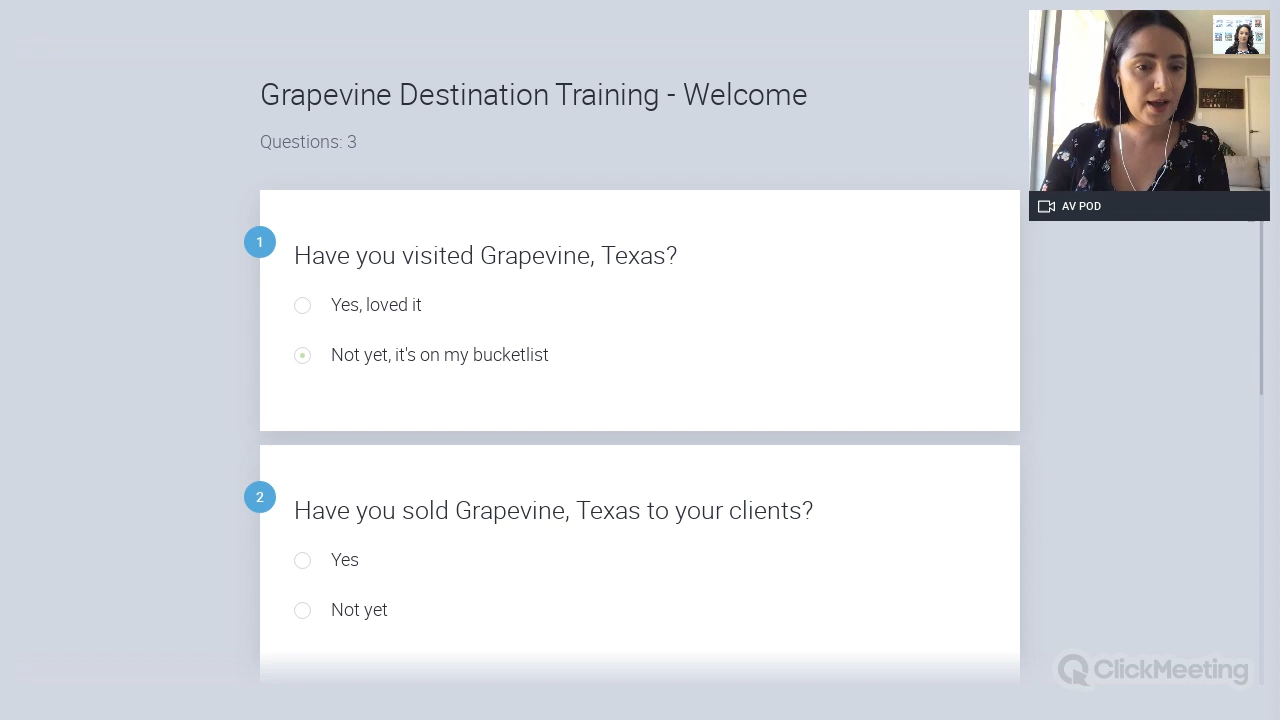 Grapevine Destination Training - Welcome
Questions: 3
AV POD
1
Have you visited Grapevine, Texas?
Yes, loved it
Not yet, it's on my bucketlist
2
Have you sold Grapevine, Texas to your clients?
Yes
Not yet
ClickMeeting